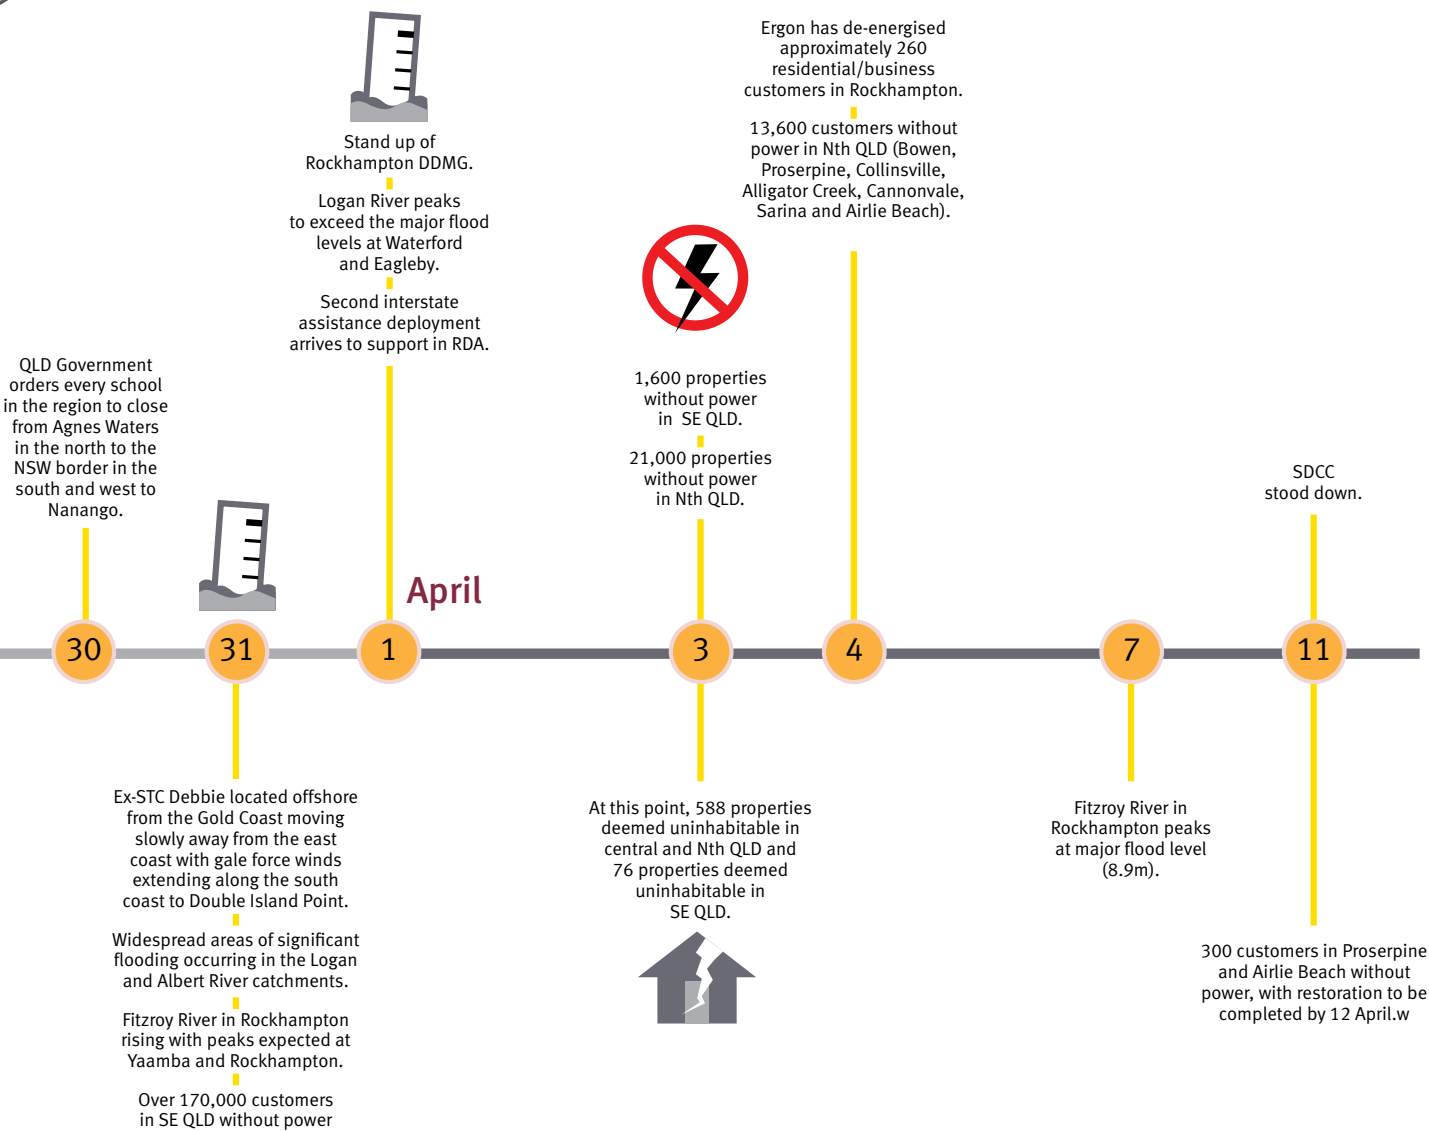 QLD Government
orders every school
in the region to close
from Agnes Waters
in the north to the
NSW border in the
south and west to
Nanango.
30
31
Ex-STC Debbie located offshore
from the Gold Coast moving
slowly away from the east
coast with gale force winds
extending along the south
coast to Double Island Point.
Widespread areas of significant
flooding occurring in the Logan
and Albert River catchments.
Fitzroy River in Rockhampton
rising with peaks expected at
Yaamba and Rockhampton.
Over 170,000 customers
in SE QLD without power
April
Stand up of
Rockhampton DDMG.
Logan River peaks
to exceed the major flood
levels at Waterford
and Eagleby.
Second interstate
assistance deployment
arrives to support in RDA.
1
1,600 properties
without power
in SE QLD.
21,000 properties
without power
in Nth QLD.
3
At this point, 588 properties
deemed uninhabitable in
central and Nth QLD and
76 properties deemed
uninhabitable in
SE QLD.
Ergon has de-energised
approximately 260
residential/business
customers in Rockhampton.
13,600 customers without
power in Nth QLD (Bowen,
Proserpine, Collinsville,
Alligator Creek, Cannonvale,
Sarina and Airlie Beach).
4
7
Fitzroy River in
Rockhampton peaks
at major flood level
(8.9m).
SDCC
stood down.
11
300 customers in Proserpine
and Airlie Beach without
power, with restoration to be
completed by 12 April.w